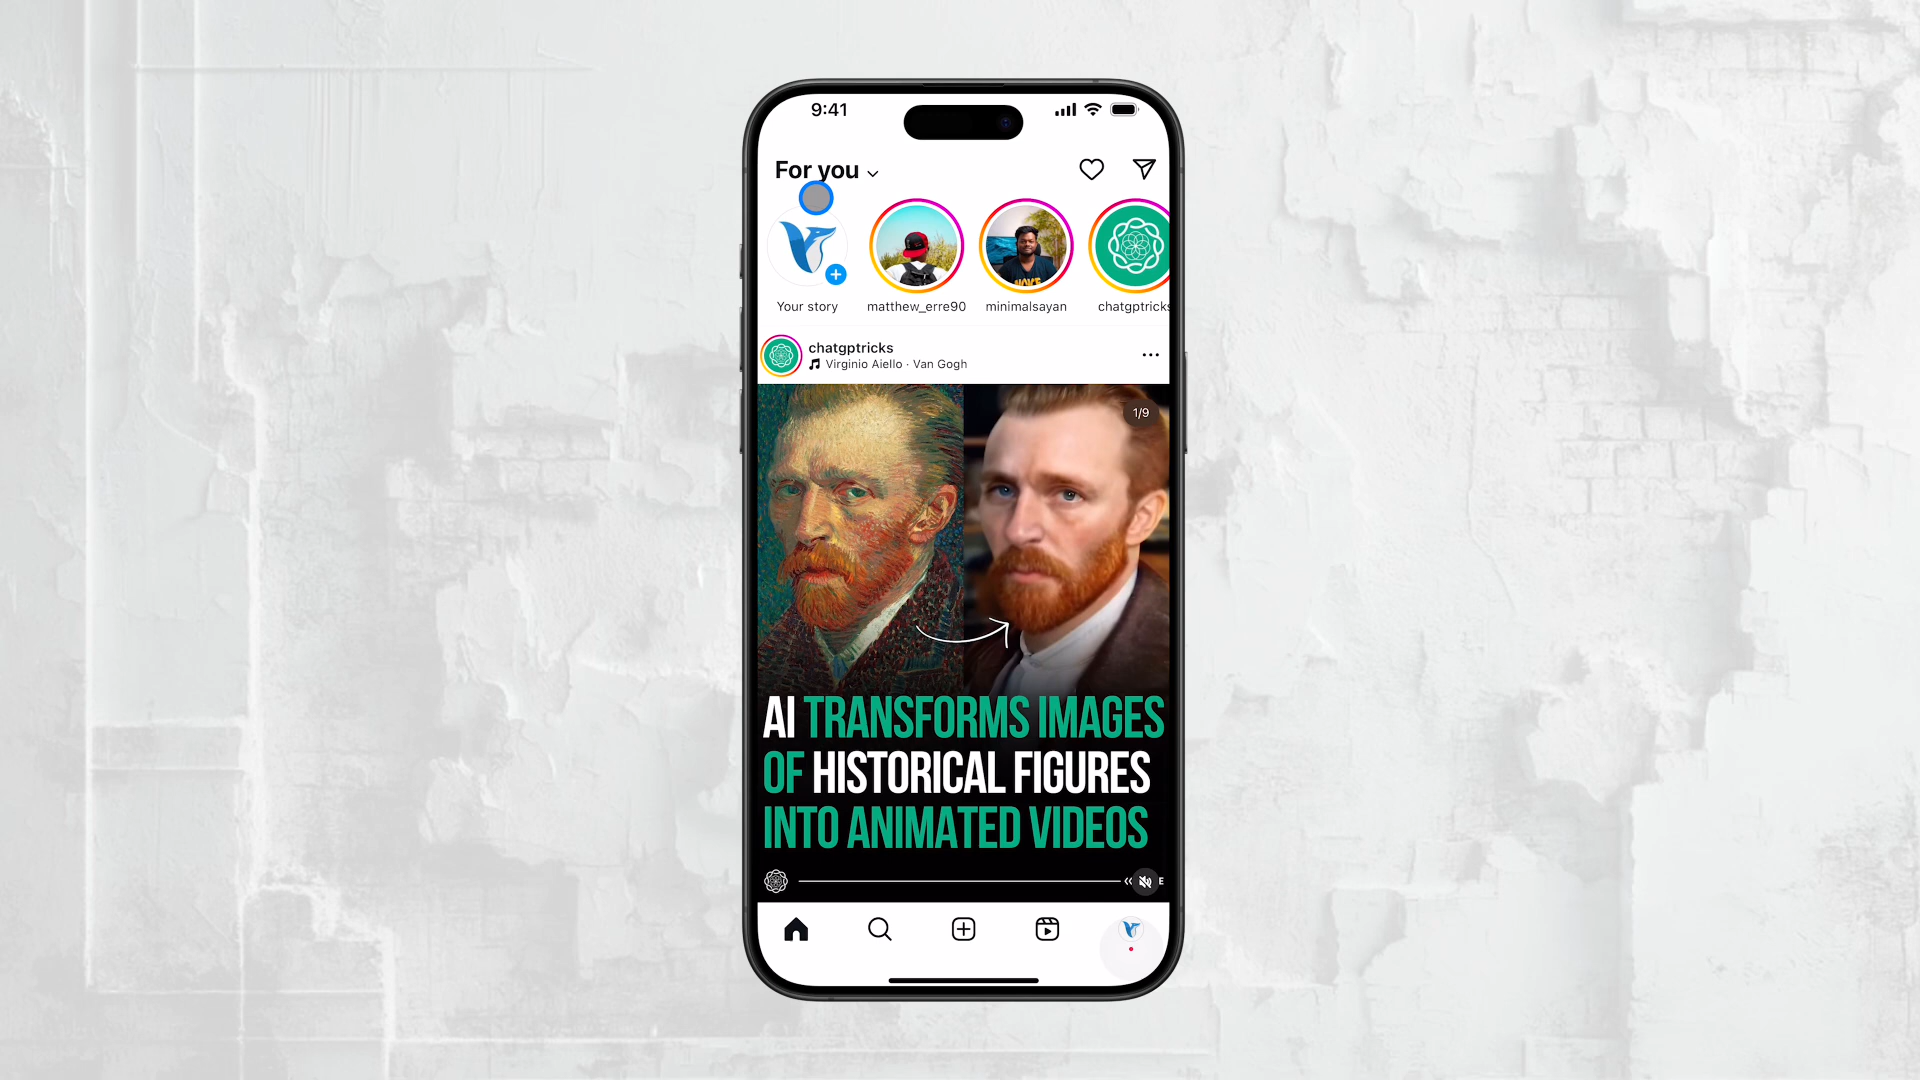 9:41
For you
Your story
matthew_erre90
minimalsayan
chatgptricks
chatgptricks
Virginio Aiello · Van Gogh
1/9
AI TRANSFORMS IMAGES
OF HISTORICAL FIGURES
INTO ANIMATED VIDEOS